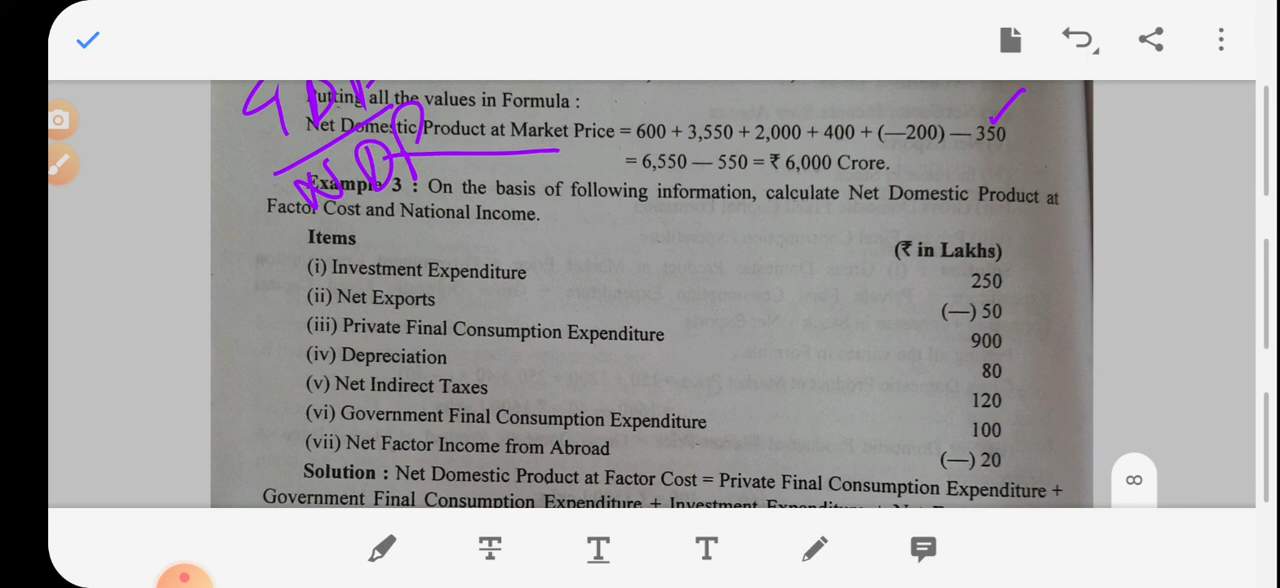 GDP
Putting all the values in Formula :
NDP
Net Domestic Product at Market Price = 600 + 3,550 + 2,000 + 400 + (—200) — 350
= 6,550 — 550 = ₹ 6,000 Crore.
Example 3 : On the basis of following information, calculate Net Domestic Product at
Factor Cost and National Income.
Items (₹ in Lakhs)
(i) Investment Expenditure 250
(ii) Net Exports (—) 50
(iii) Private Final Consumption Expenditure 900
(iv) Depreciation 80
(v) Net Indirect Taxes 120
(vi) Government Final Consumption Expenditure 100
(vii) Net Factor Income from Abroad (—) 20
Solution : Net Domestic Product at Factor Cost = Private Final Consumption Expenditure +
Government Final Consumption Expenditure + Investment Expenditure + Net
8
T T T